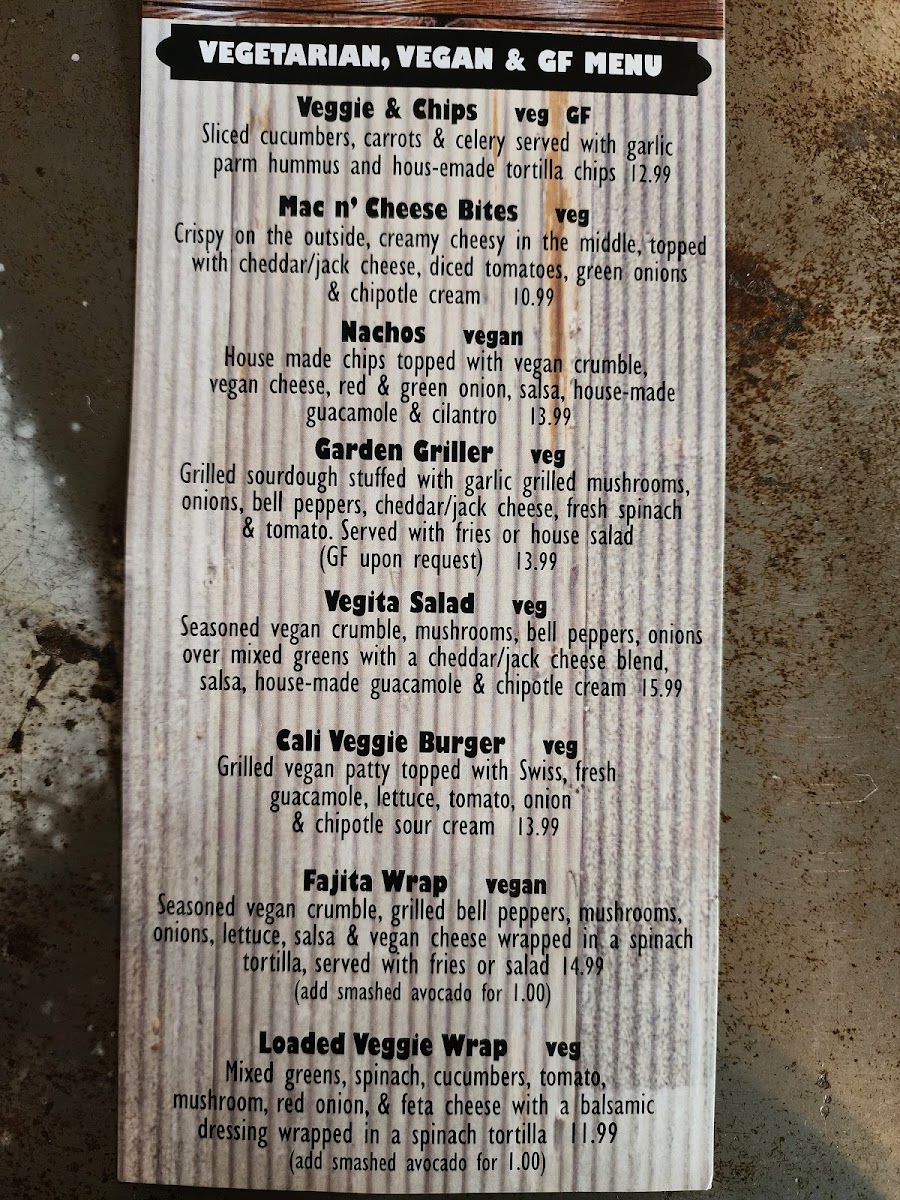 VEGETARIAN, VEGAN & GF MENU
Veggie & Chips veg GF
Sliced cucumbers, carrots & celery served with garlic
parm hummus and hous-emade tortilla chips 12.99
Mac n' Cheese Bites veg
Crispy on the outside, creamy cheesy in the middle, topped
with cheddar/jack cheese, diced tomatoes, green onions
& chipotle cream 10.99
Nachos vegan
House made chips topped with vegan crumble,
vegan cheese, red & green onion, salsa, house-made
guacamole & cilantro 13.99
Garden Griller veg
Grilled sourdough stuffed with garlic grilled mushrooms,
onions, bell peppers, cheddar/jack cheese, fresh spinach
& tomato. Served with fries or house salad
(GF upon request) 13.99
Vegita Salad veg
Seasoned vegan crumble, mushrooms, bell peppers, onions
over mixed greens with a cheddar/jack cheese blend,
salsa, house-made guacamole & chipotle cream 15.99
Cali Veggie Burger veg
Grilled vegan patty topped with Swiss, fresh
guacamole, lettuce, tomato, onion
& chipotle sour cream 13.99
Fajita Wrap vegan
Seasoned vegan crumble, grilled bell peppers, mushrooms,
onions, lettuce, salsa & vegan cheese wrapped in a spinach
tortilla, served with fries or salad 14.99
(add smashed avocado for 1.00)
Loaded Veggie Wrap veg
Mixed greens, spinach, cucumbers, tomato,
mushroom, red onion, & feta cheese with a balsamic
dressing wrapped in a spinach tortilla 11.99
(add smashed avocado for 1.00)